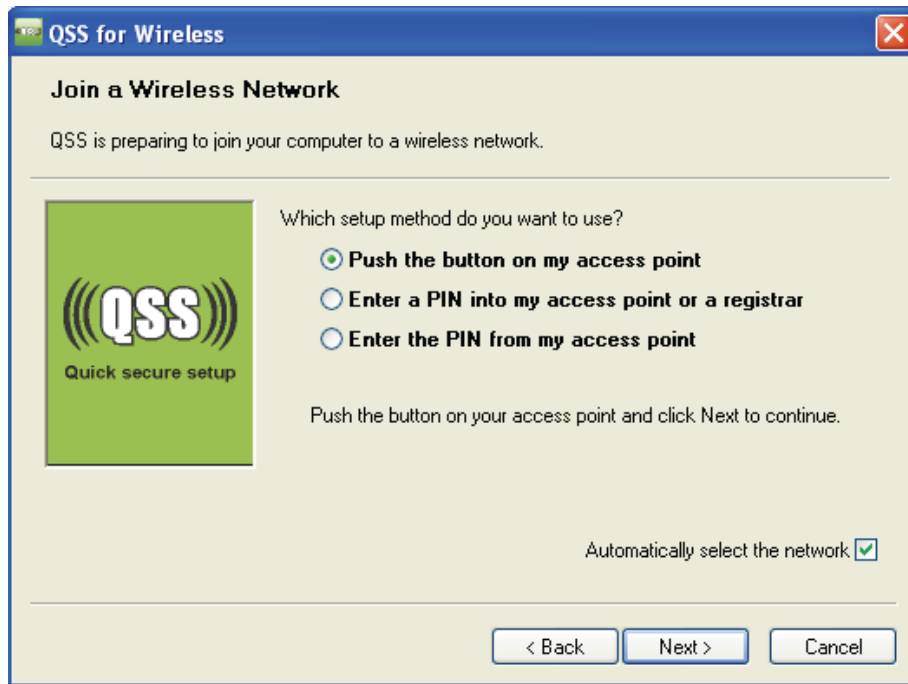 QSS for Wireless
Join a Wireless Network
QSS is preparing to join your computer to a wireless network.
Which setup method do you want to use?
Push the button on my access point
Enter a PIN into my access point or a registrar
Enter the PIN from my access point
(((QSS)))
Quick secure setup
Push the button on your access point and click Next to continue.
Automatically select the network
< Back
Next >
Cancel